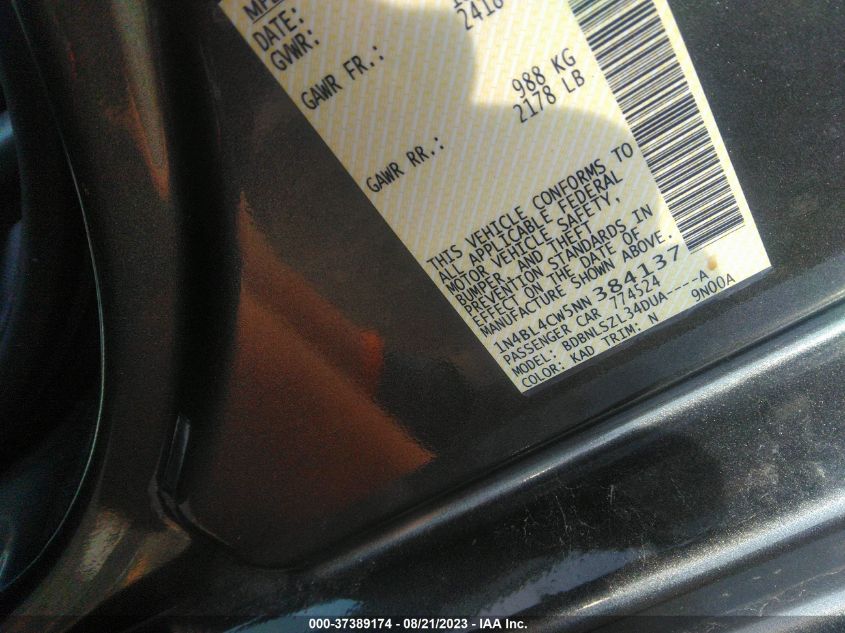 DATE:
GVWR:
GAWR FR.:
988 KG
2178 LB
GAWR RR.:
THIS VEHICLE CONFORMS TO
ALL APPLICABLE FEDERAL
MOTOR VEHICLE SAFETY,
BUMPER, AND THEFT
PREVENTION STANDARDS IN
EFFECT ON THE DATE OF
MANUFACTURE SHOWN ABOVE.
1N4BL4CW5NN384137
PASSENGER CAR 774524
MODEL: BDBNLSZL34DUA----A
COLOR: KAD TRIM: N 9N00A
000-37389174 - 08/21/2023 - IAA Inc.